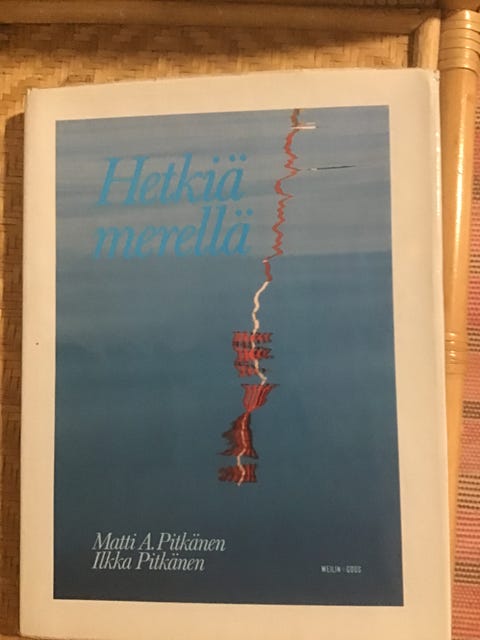 Hetkiä
merellä
Matti A. Pitkänen
Ilkka Pitkänen
WEILIN+GÖÖS